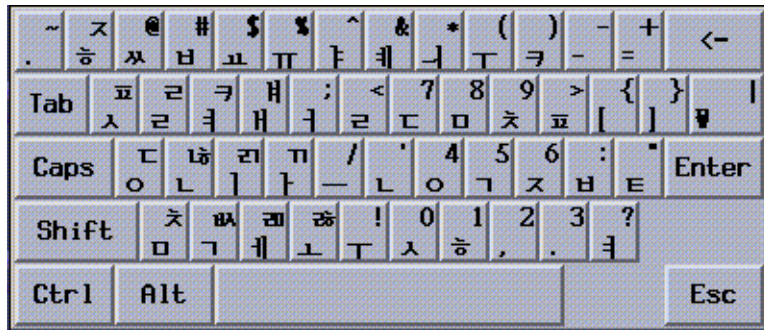 ~ ㅈ @ # $ % ^ & * ( ) - + <-
. ㅎ ㅆ ㅂ ㅛ ㅠ ㅑ ㅖ ㅢ ㅜ ㅋ - =
Tab ㅍ ㅋ ㅒ ; < 7 8 9 > { } |
ㅅ ㄹ ㅕ ㅐ ㅓ ㄹ ㄷ ㅁ ㅊ ㅍ [ ] ₩
Caps ㄷ ㄶ ㄺ ㄲ / ' 4 5 6 : " Enter
ㅇ ㄴ ㅣ ㅏ ㅡ ㄴ ㅇ ㄱ ㅈ ㅂ ㅌ
Shift ㅊ ㅄ ㄻ ㅀ ! 0 1 2 3 ?
ㅁ ㄱ ㅔ ㅗ ㅜ ㅅ ㅎ , .
Ctrl Alt Esc